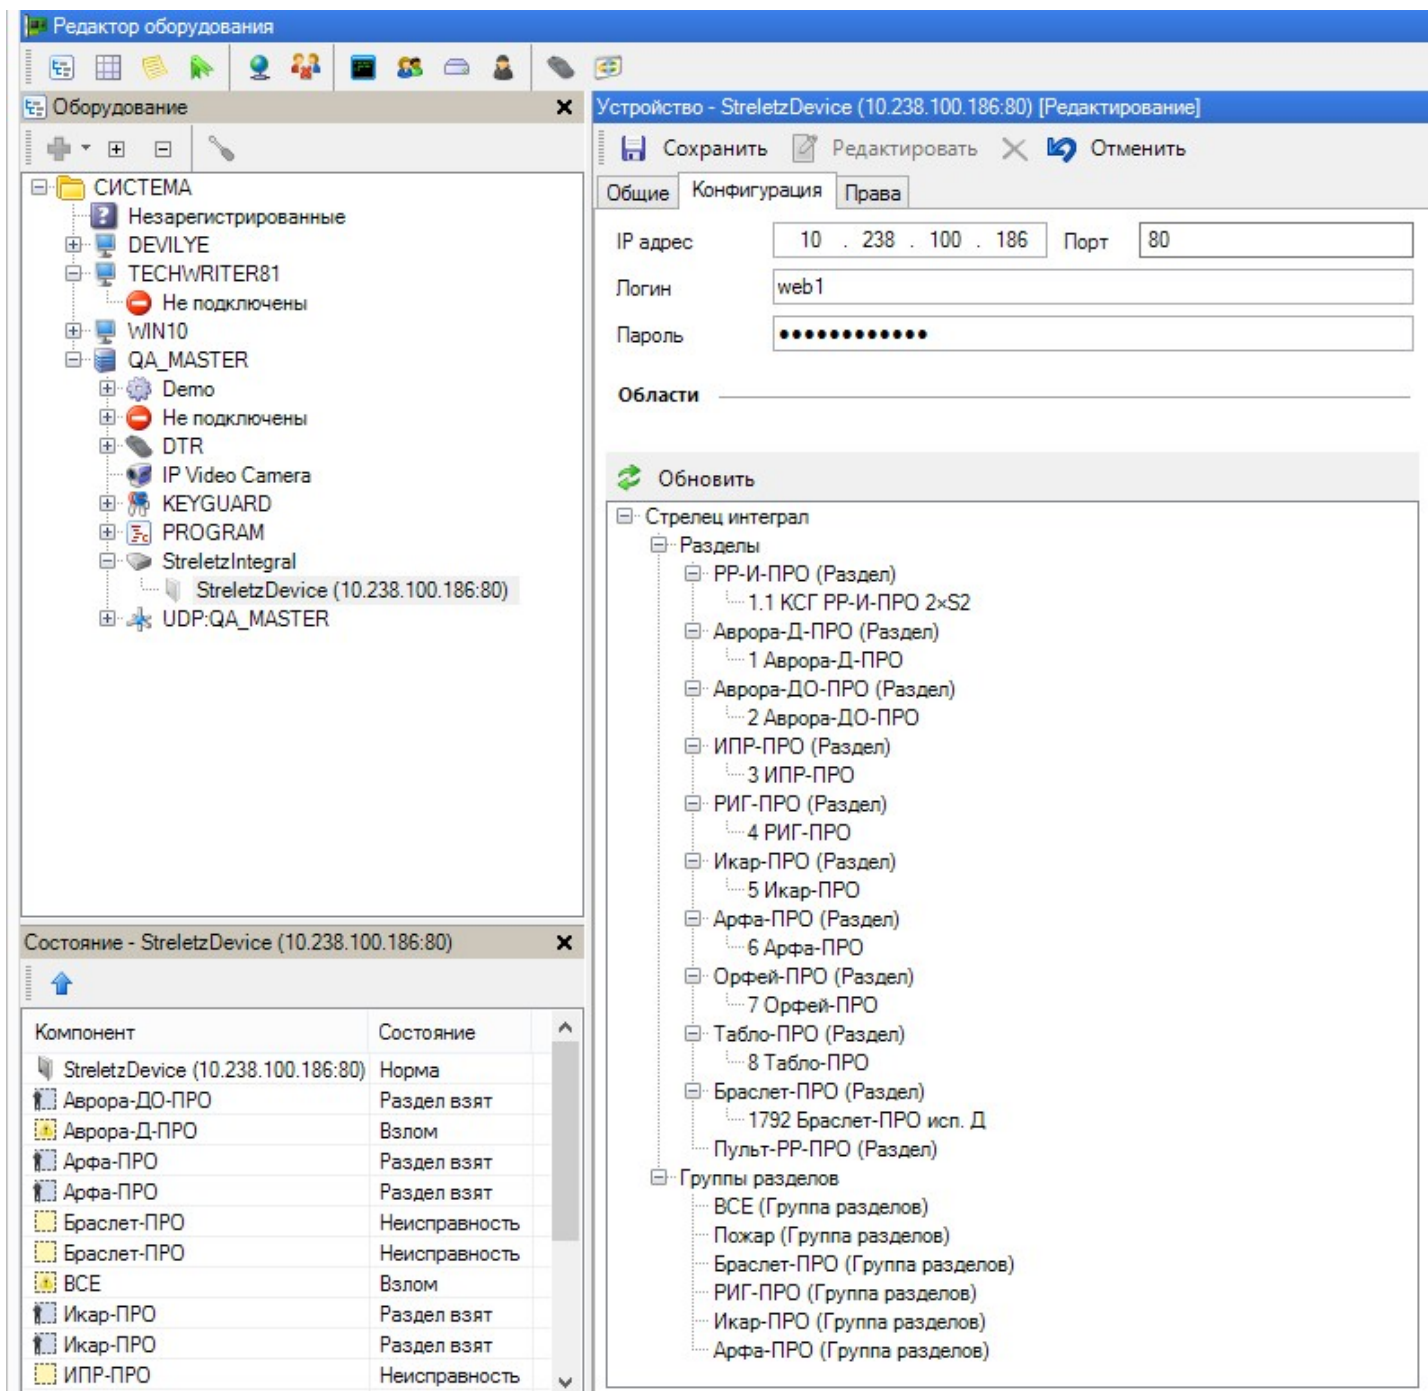 Редактор оборудования
Оборудование
СИСТЕМА
Незарегистрированные
DEVILYE
TECHWRITER81
Не подключены
WIN10
QA_MASTER
Demo
Не подключены
DTR
IP Video Camera
KEYGUARD
PROGRAM
StreletzIntegral
StreletzDevice (10.238.100.186:80)
UDP:QA_MASTER
Состояние - StreletzDevice (10.238.100.186:80)
Компонент Состояние
StreletzDevice (10.238.100.186:80) Норма
Аврора-ДО-ПРО Раздел взят
Аврора-Д-ПРО Взлом
Арфа-ПРО Раздел взят
Арфа-ПРО Раздел взят
Браслет-ПРО Неисправность
Браслет-ПРО Неисправность
ВСЕ Взлом
Икар-ПРО Раздел взят
Икар-ПРО Раздел взят
ИПР-ПРО Неисправность
Устройство - StreletzDevice (10.238.100.186:80) [Редактирование]
Сохранить Редактировать Отменить
Общие Конфигурация Права
IP адрес 10 . 238 . 100 . 186 Порт 80
Логин web1
Пароль ●●●●●●●●●●●●
Области
Обновить
Стрелец интеграл
Разделы
РР-И-ПРО (Раздел)
1.1 КСГ РР-И-ПРО 2×S2
Аврора-Д-ПРО (Раздел)
1 Аврора-Д-ПРО
Аврора-ДО-ПРО (Раздел)
2 Аврора-ДО-ПРО
ИПР-ПРО (Раздел)
3 ИПР-ПРО
РИГ-ПРО (Раздел)
4 РИГ-ПРО
Икар-ПРО (Раздел)
5 Икар-ПРО
Арфа-ПРО (Раздел)
6 Арфа-ПРО
Орфей-ПРО (Раздел)
7 Орфей-ПРО
Табло-ПРО (Раздел)
8 Табло-ПРО
Браслет-ПРО (Раздел)
1792 Браслет-ПРО исп. Д
Пульт-РР-ПРО (Раздел)
Группы разделов
ВСЕ (Группа разделов)
Пожар (Группа разделов)
Браслет-ПРО (Группа разделов)
РИГ-ПРО (Группа разделов)
Икар-ПРО (Группа разделов)
Арфа-ПРО (Группа разделов)